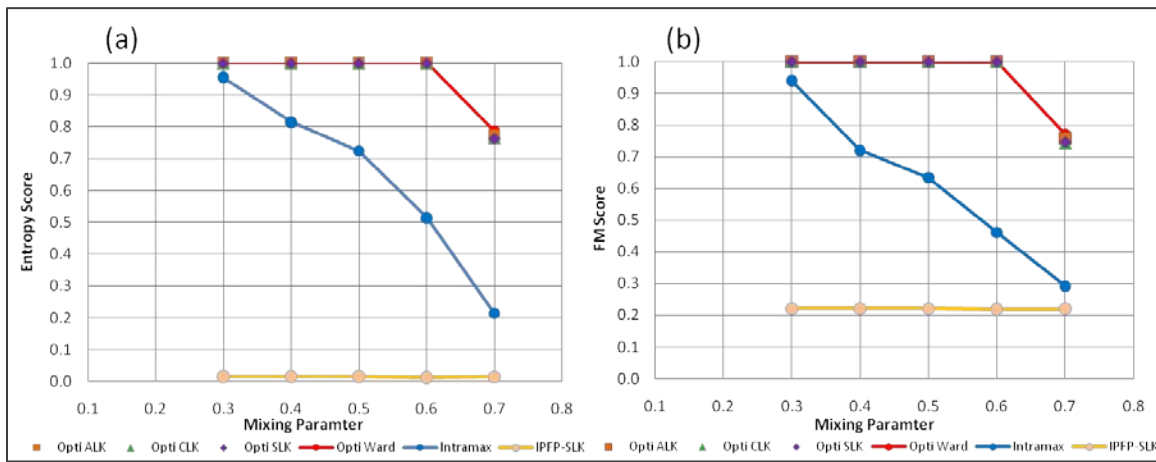 (a)
1.0
0.9
0.8
0.7
0.6
0.5
0.4
0.3
0.2
0.1
0.0
Entropy Score
0.1 0.2 0.3 0.4 0.5 0.6 0.7 0.8
Mixing Paramter
Opti ALK Opti CLK Opti SLK Opti Ward Intramax IPFP-SLK
(b)
1.0
0.9
0.8
0.7
0.6
0.5
0.4
0.3
0.2
0.1
0.0
FM Score
0.1 0.2 0.3 0.4 0.5 0.6 0.7 0.8
Mixing Paramter
Opti ALK Opti CLK Opti SLK Opti Ward Intramax IPFP-SLK